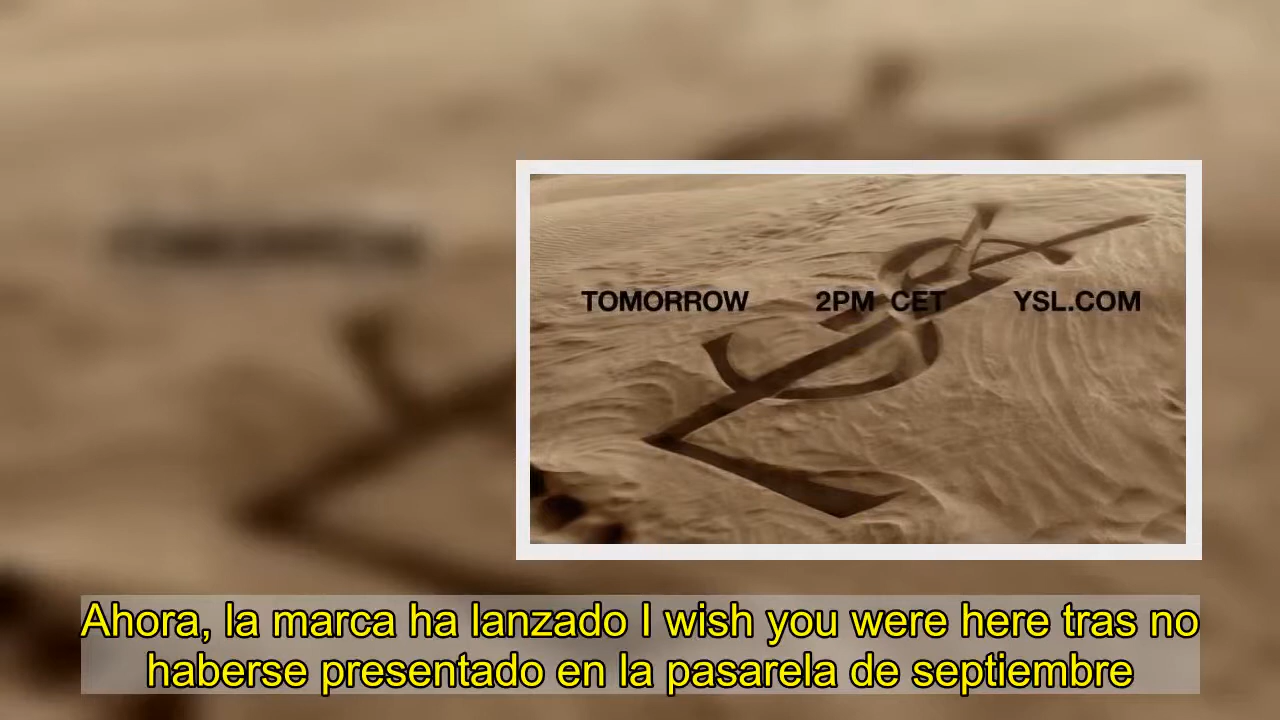 TOMORROW 2PM CET YSL.COM
Ahora, la marca ha lanzado I wish you were here tras no
haberse presentado en la pasarela de septiembre